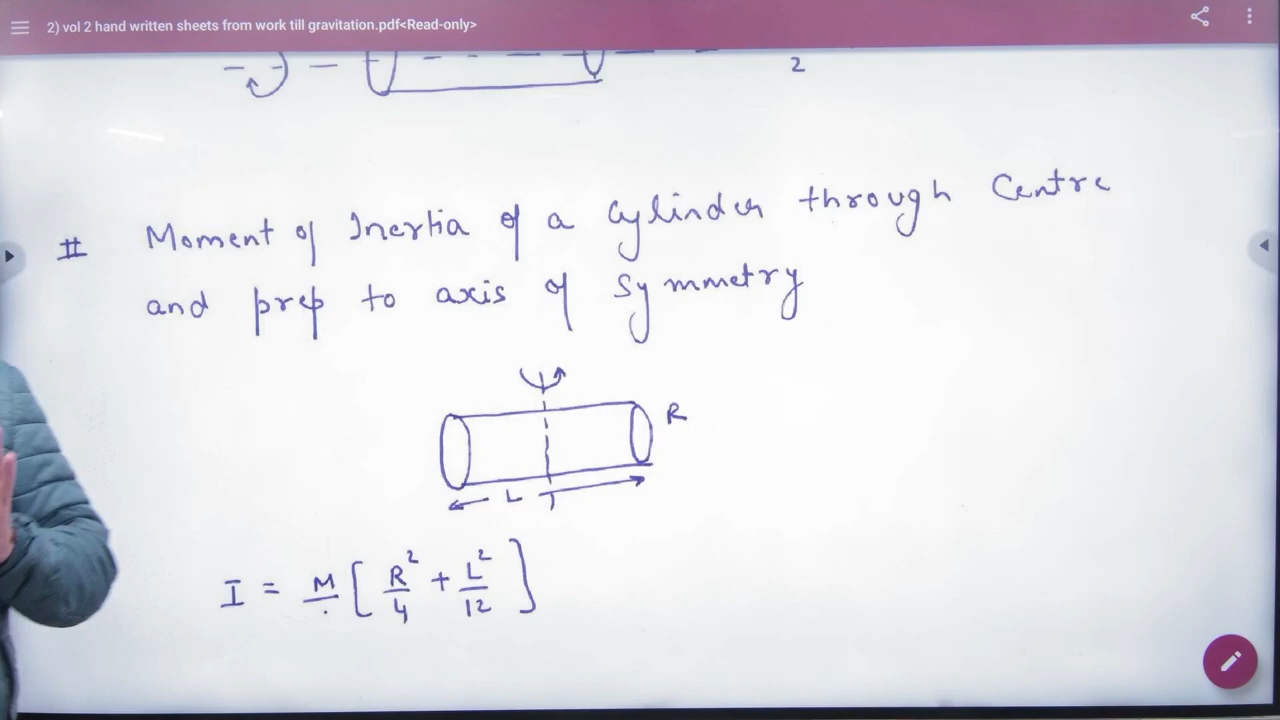 2) vol 2 hand written sheets from work till gravitation.pdf<Read-only>
2
# Moment of Inertia of a Cylinder through Centre
and prep to axis of symmetry
R
L
I = M [ R²/4 + L²/12 ]